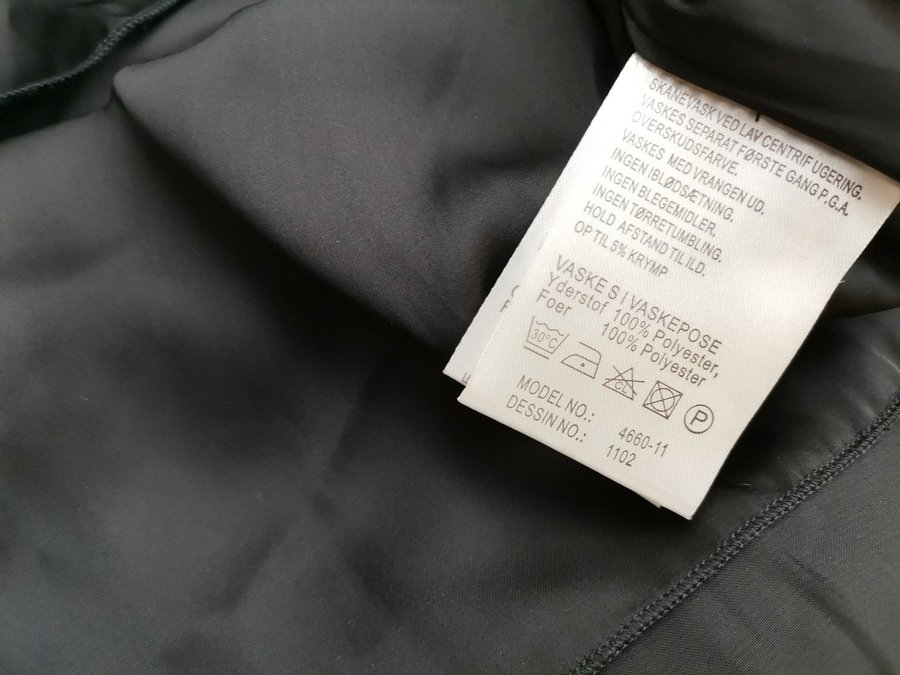 SKANEVASK VED LAV CENTRIFUGERING.
VASKES SEPARAT FØRSTE GANG P.G.A.
OVERSKUDSFARVE.
VASKES MED VRANGEN UD.
INGEN IBLØDSÆTNING.
INGEN BLEGEMIDLER.
INGEN TØRRETUMBLING.
HOLD AFSTAND TIL ILD.
OP TIL 5% KRYMP
VASKES I VASKEPOSE
Yderstof 100% Polyester,
Foer 100% Polyester
30°C CL P
MODEL NO.: 4660-11
DESSIN NO.: 1102